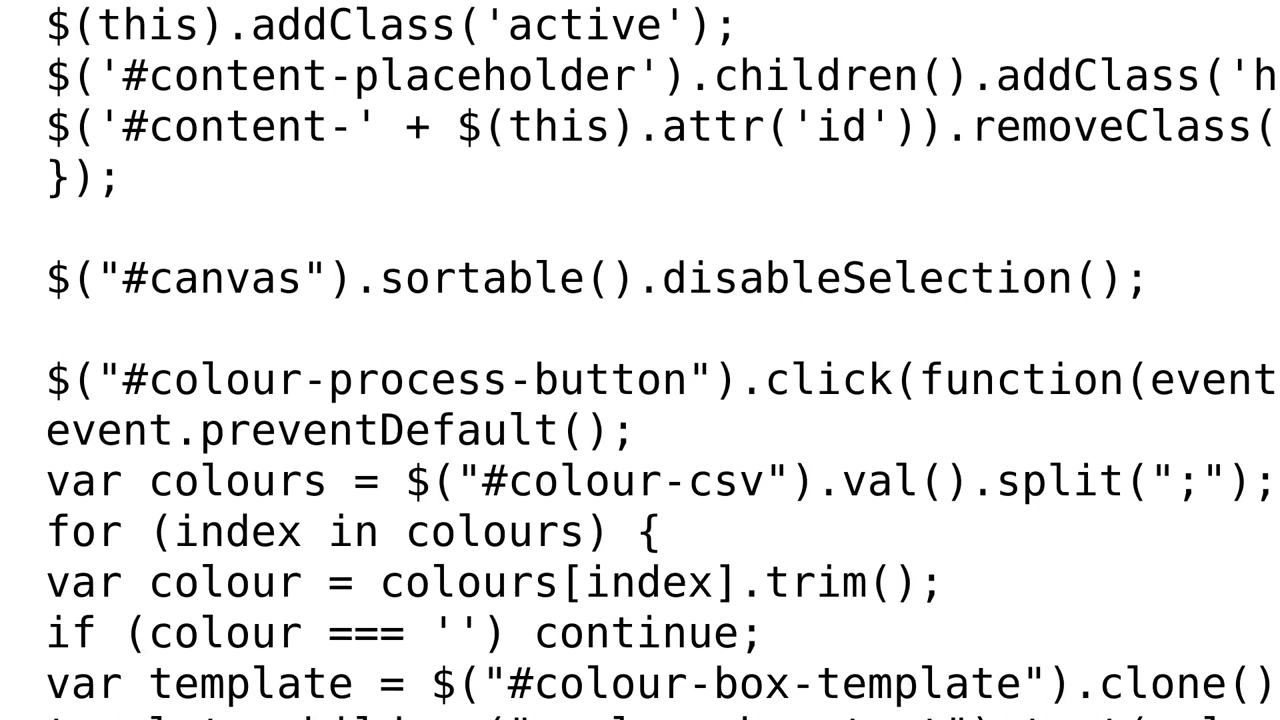 $(this).addClass('active');
$('#content-placeholder').children().addClass('h
$('#content-' + $(this).attr('id')).removeClass(
});
$("#canvas").sortable().disableSelection();
$("#colour-process-button").click(function(event
event.preventDefault();
var colours = $("#colour-csv").val().split(";");
for (index in colours) {
var colour = colours[index].trim();
if (colour === '') continue;
var template = $("#colour-box-template").clone()